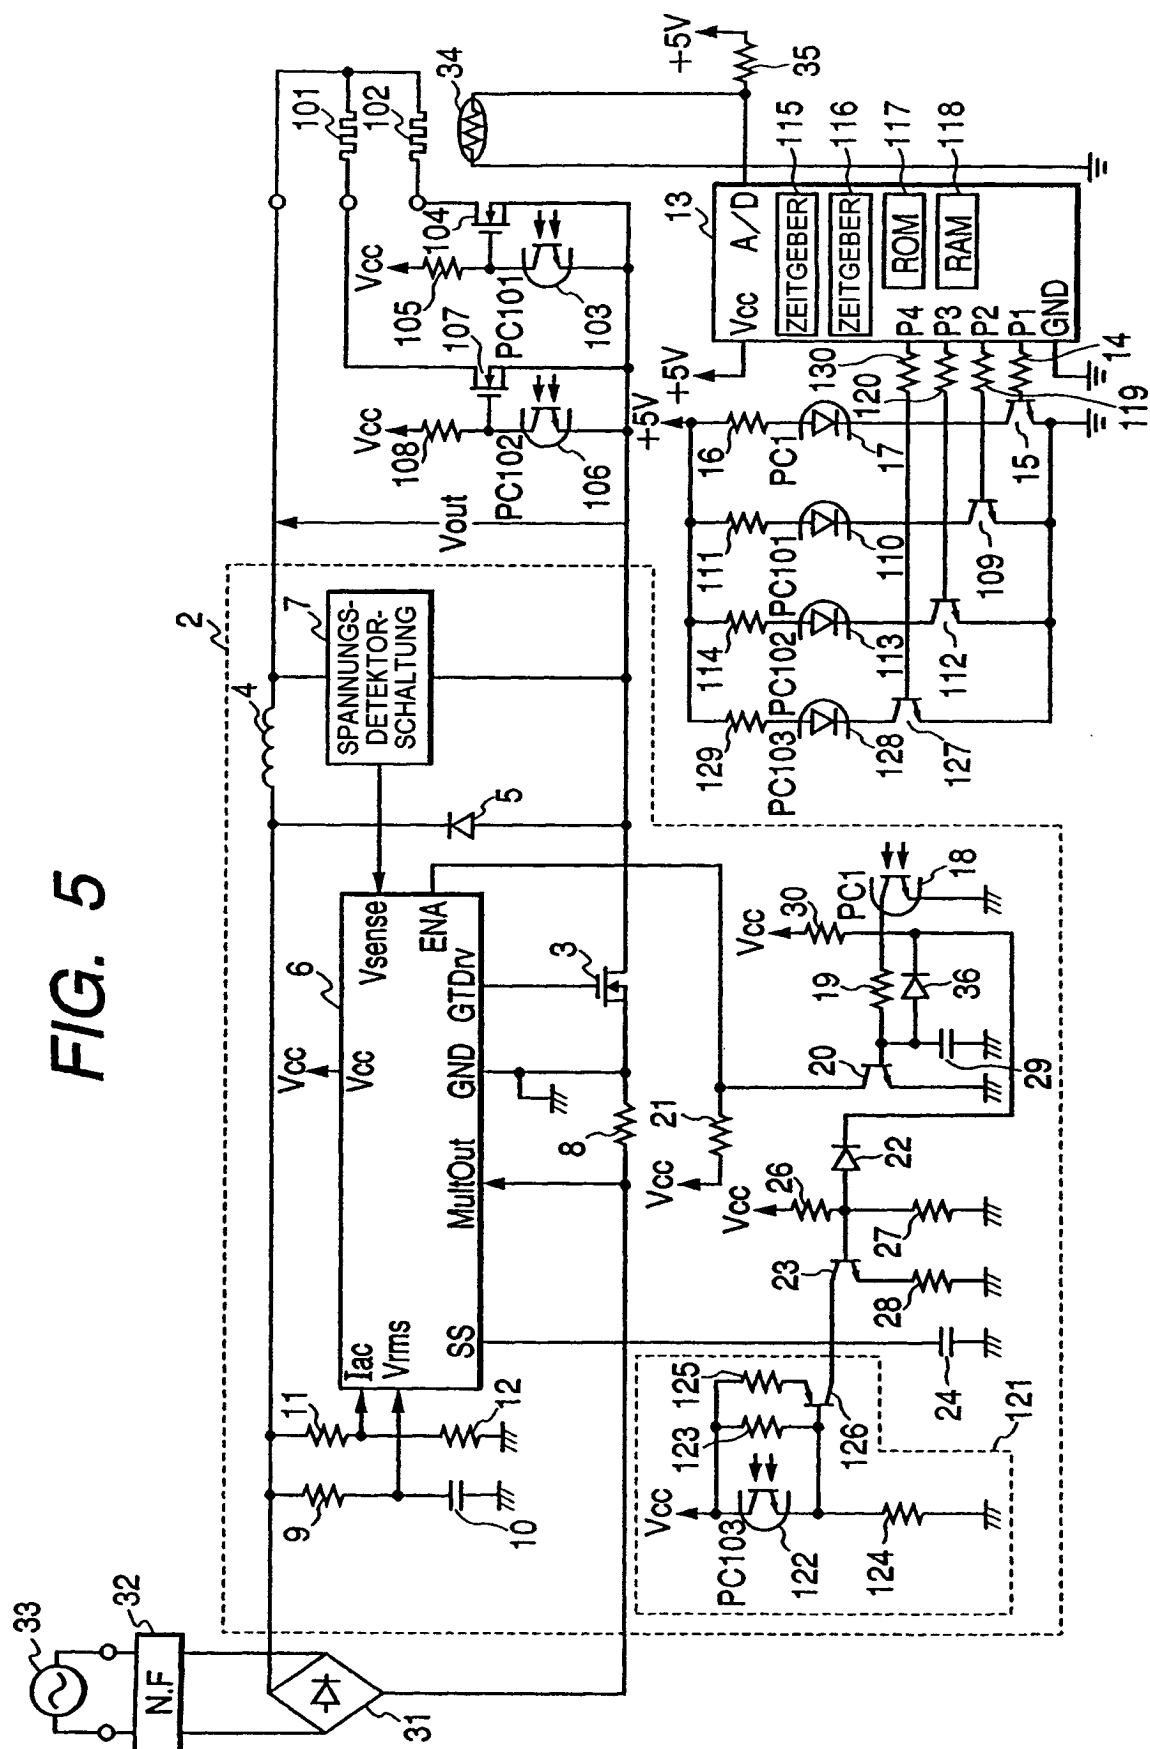 FIG. 5
33
32
N.F
31
2
9
10
11
12
Iac
Vrms
SS
MultOut
GND
GTDrv
ENA
Vsense
Vcc
Vcc
6
4
7
SPANNUNGS-
DETEKTOR-
SCHALTUNG
5
3
8
Vout
101
102
34
Vcc
105
104
PC101
103
Vcc
108
107
PC102
106
+5V
35
13
Vcc
A/D
ZEITGEBER
115
ZEITGEBER
116
ROM
117
RAM
118
P4
P3
P2
P1
GND
+5V
130
120
119
14
+5V
16
PC1
17
15
111
PC101
110
109
114
PC102
113
112
129
PC103
128
127
Vcc
21
Vcc
30
PC1
18
19
36
20
29
Vcc
26
22
27
23
28
24
121
125
123
126
Vcc
PC103
122
124